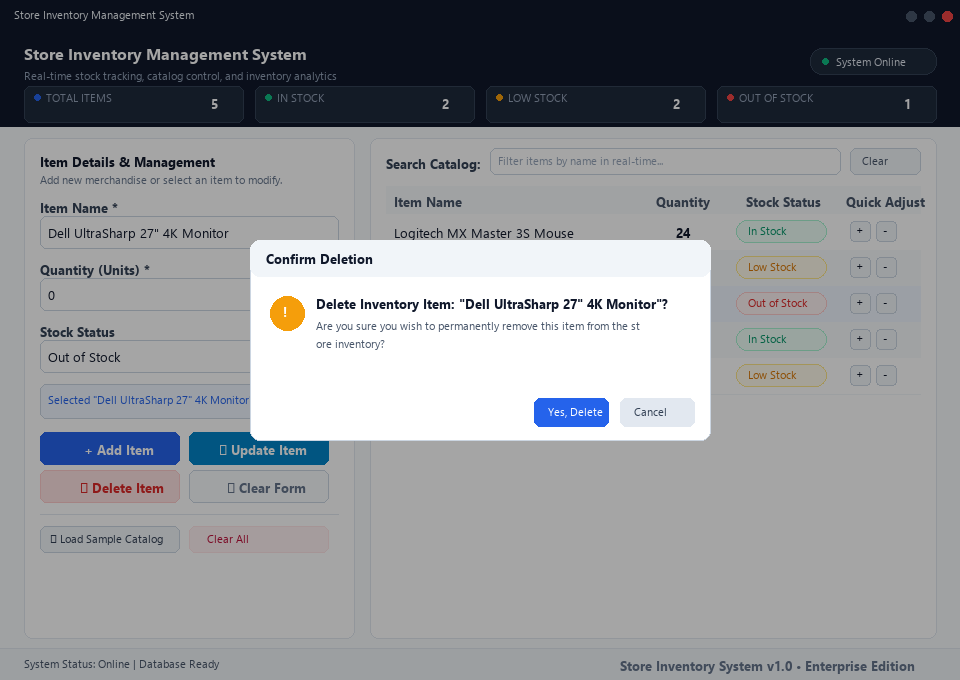 Store Inventory Management System
Store Inventory Management System
Real-time stock tracking, catalog control, and inventory analytics
System Online
TOTAL ITEMS 5
IN STOCK 2
LOW STOCK 2
OUT OF STOCK 1
Item Details & Management
Add new merchandise or select an item to modify.
Item Name *
Dell UltraSharp 27" 4K Monitor
Quantity (Units) *
0
Stock Status
Out of Stock
Selected "Dell UltraSharp 27" 4K Monitor
+ Add Item
Update Item
Delete Item
Clear Form
Load Sample Catalog
Clear All
Search Catalog:
Filter items by name in real-time...
Clear
Item Name Quantity Stock Status Quick Adjust
Logitech MX Master 3S Mouse 24 In Stock + -
Low Stock + -
Out of Stock + -
In Stock + -
Low Stock + -
Confirm Deletion
!
Delete Inventory Item: "Dell UltraSharp 27" 4K Monitor"?
Are you sure you wish to permanently remove this item from the st
ore inventory?
Yes, Delete
Cancel
System Status: Online | Database Ready
Store Inventory System v1.0 • Enterprise Edition